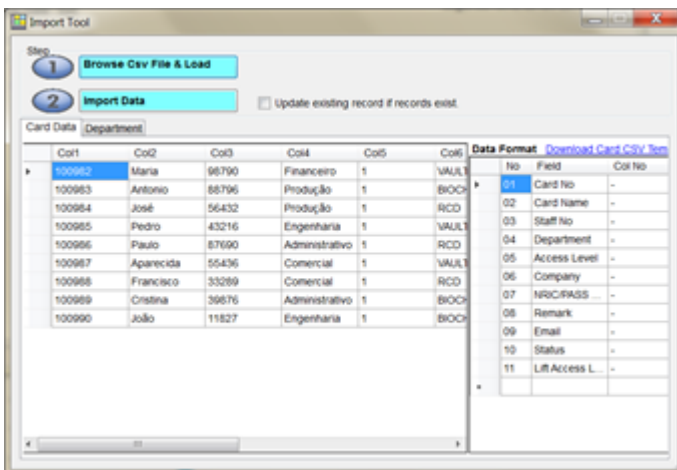 Import Tool
Step
1 Browse Csv File & Load
2 Import Data Update existing record if records exist.
Card Data Department
Col1 Col2 Col3 Col4 Col5 Col6
100982 Maria 98790 Financeiro 1 VAULT
100983 Antonio 88796 Produção 1 BIOCH
100984 José 56432 Produção 1 RCD
100985 Pedro 43216 Engenharia 1 VAULT
100986 Paulo 87690 Administrativo 1 RCD
100987 Aparecida 55436 Comercial 1 VAULT
100988 Francisco 33289 Comercial 1 RCD
100989 Cristina 39876 Administrativo 1 BIOCH
100990 João 11827 Engenharia 1 BIOCH
Data Format Download Card CSV Tem
No Field Col No
01 Card No -
02 Card Name -
03 Staff No -
04 Department -
05 Access Level -
06 Company -
07 NRIC/PASS ... -
08 Remark -
09 Email -
10 Status -
11 Lift Access L... -